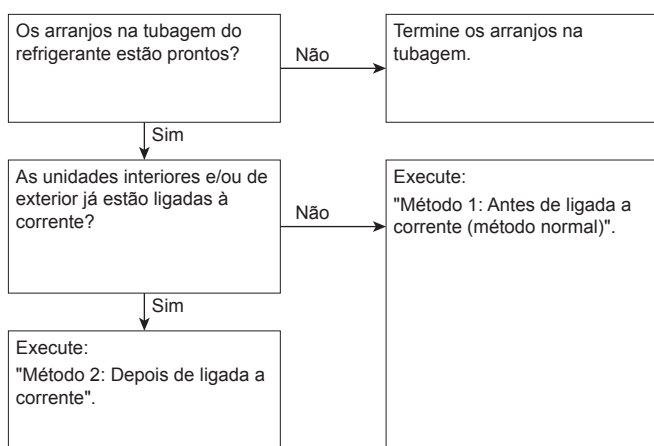 Os arranjos na tubagem do
refrigerante estão prontos?
Não
Termine os arranjos na
tubagem.
Sim
As unidades interiores e/ou de
exterior já estão ligadas à
corrente?
Não
Execute:
"Método 1: Antes de ligada a
corrente (método normal)".
Sim
Execute:
"Método 2: Depois de ligada a
corrente".